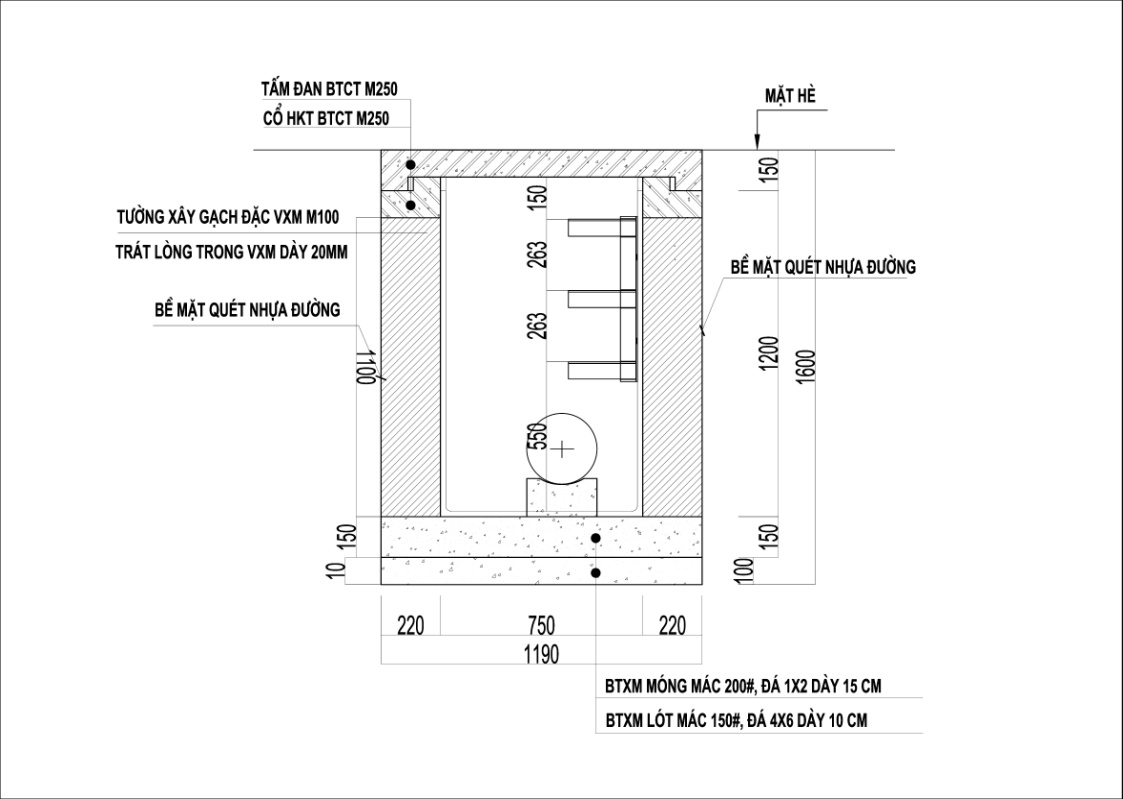 TẤM ĐAN BTCT M250
CỔ HKT BTCT M250
MẶT HÈ
150
150
TƯỜNG XÂY GẠCH ĐẶC VXM M100
TRÁT LÒNG TRONG VXM DÀY 20MM
263
BỀ MẶT QUÉT NHỰA ĐƯỜNG
BỀ MẶT QUÉT NHỰA ĐƯỜNG
263
1100
1200
1600
550
150
150
10
100
220
750
220
1190
BTXM MÓNG MÁC 200#, ĐÁ 1X2 DÀY 15 CM
BTXM LÓT MÁC 150#, ĐÁ 4X6 DÀY 10 CM